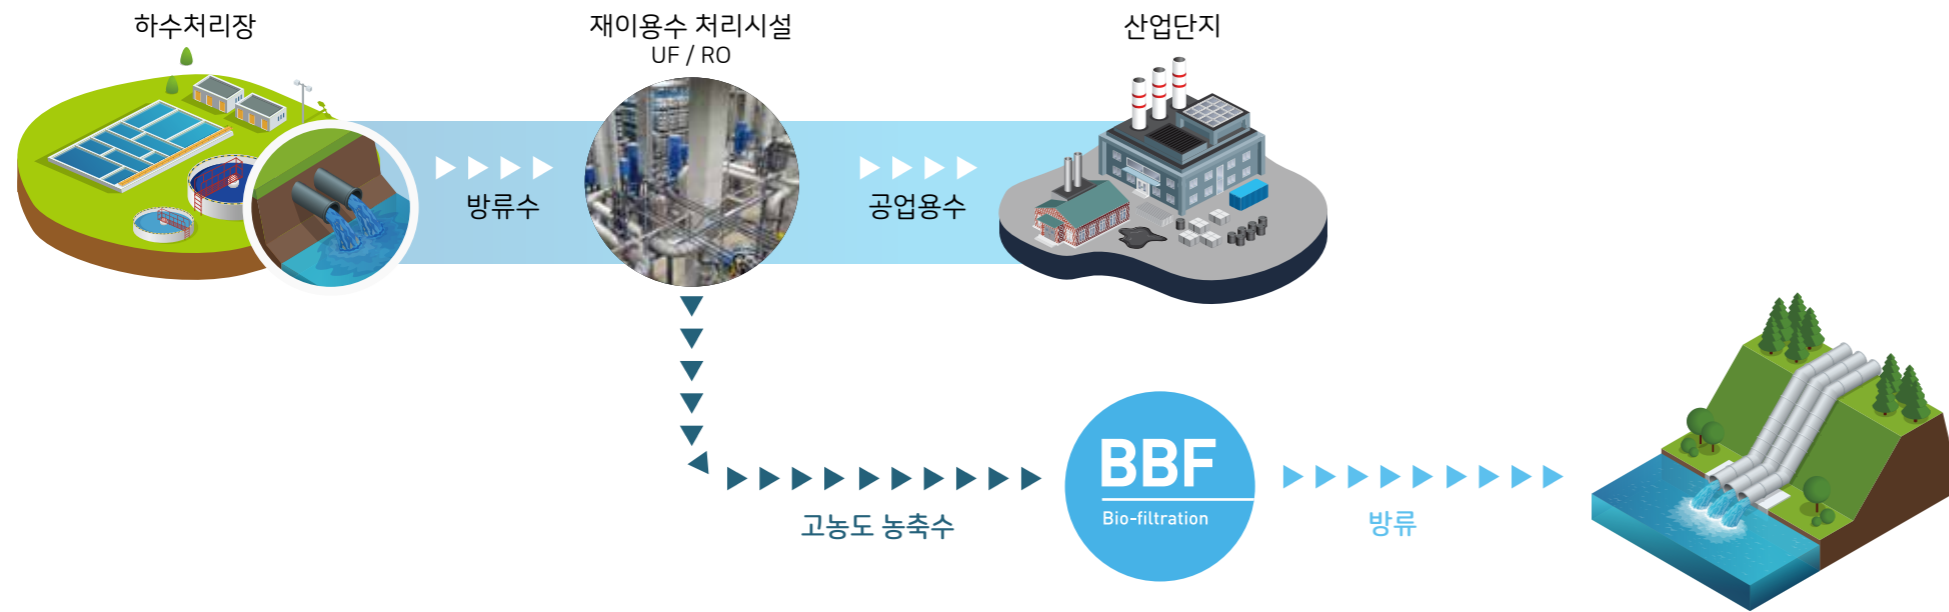 하수처리장
재이용수 처리시설
UF / RO
산업단지
방류수
공업용수
BBF
Bio-filtration
고농도 농축수
방류